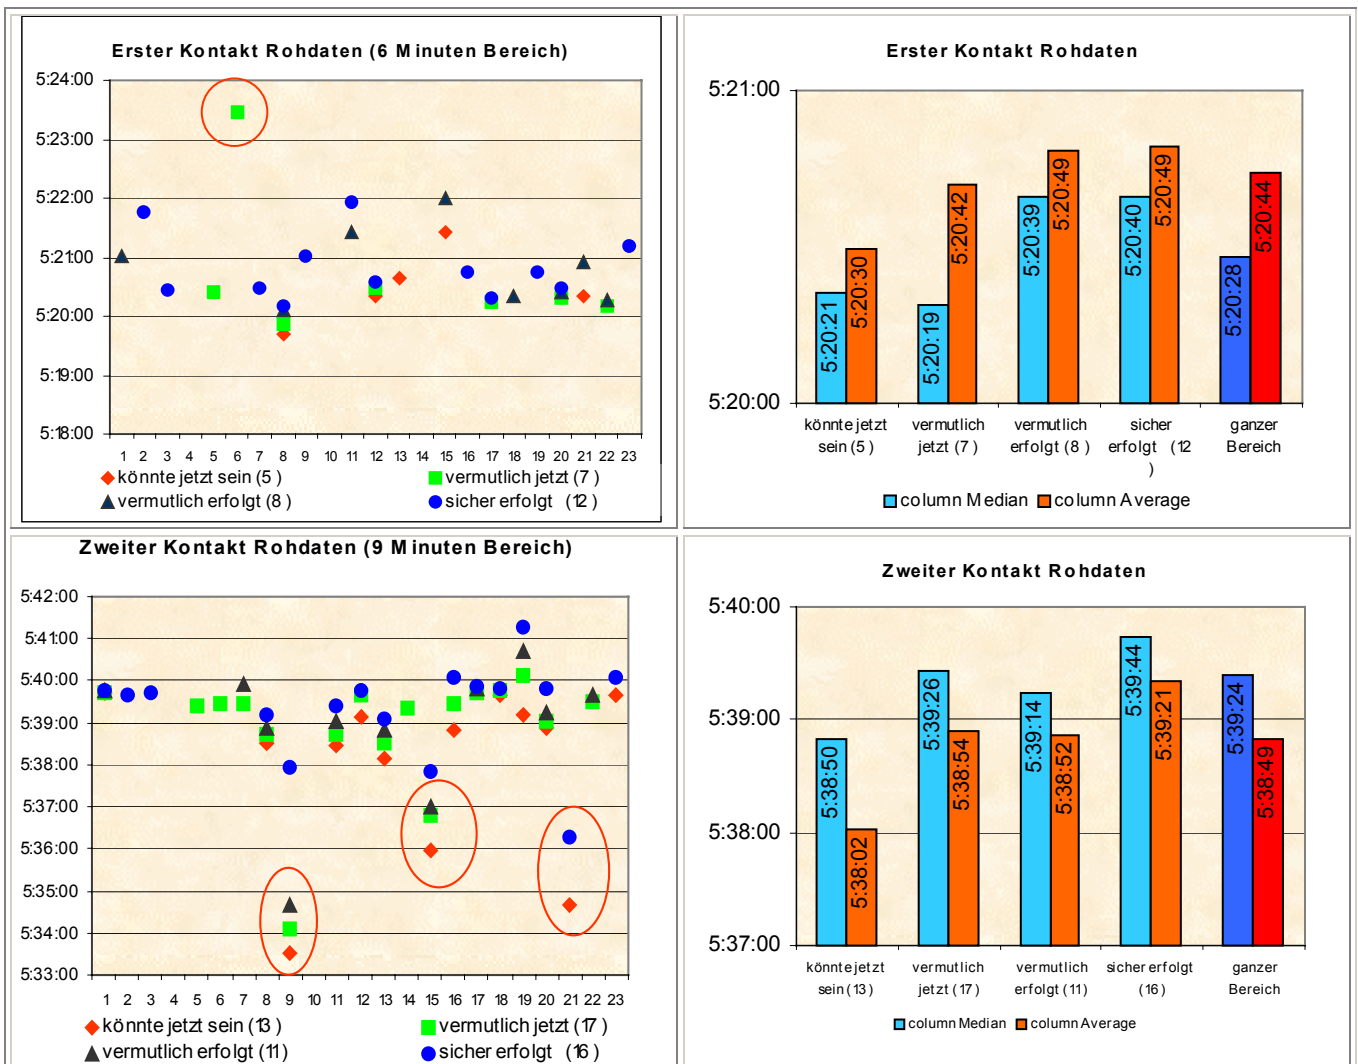 Erster Kontakt Rohdaten (6 Minuten Bereich)
5:24:00
5:23:00
5:22:00
5:21:00
5:20:00
5:19:00
5:18:00
1 2 3 4 5 6 7 8 9 10 11 12 13 14 15 16 17 18 19 20 21 22 23
könnte jetzt sein (5) vermutlich jetzt (7)
vermutlich erfolgt (8) sicher erfolgt (12)
Erster Kontakt Rohdaten
5:21:00
5:20:00
5:20:21
5:20:30
5:20:19
5:20:42
5:20:39
5:20:49
5:20:40
5:20:49
5:20:28
5:20:44
könnte jetzt
sein (5)
vermutlich
jetzt (7)
vermutlich
erfolgt (8)
sicher
erfolgt (12
)
ganzer
Bereich
column Median column Average
Zweiter Kontakt Rohdaten (9 Minuten Bereich)
5:42:00
5:41:00
5:40:00
5:39:00
5:38:00
5:37:00
5:36:00
5:35:00
5:34:00
5:33:00
1 2 3 4 5 6 7 8 9 10 11 12 13 14 15 16 17 18 19 20 21 22 23
könnte jetzt sein (13) vermutlich jetzt (17)
vermutlich erfolgt (11) sicher erfolgt (16)
Zweiter Kontakt Rohdaten
5:40:00
5:39:00
5:38:00
5:37:00
5:38:50
5:38:02
5:39:26
5:38:54
5:39:14
5:38:52
5:39:44
5:39:21
5:39:24
5:38:49
könnte jetzt
sein (13)
vermutlich
jetzt (17)
vermutlich
erfolgt (11)
sicher erfolgt
(16)
ganzer
Bereich
column Median column Average